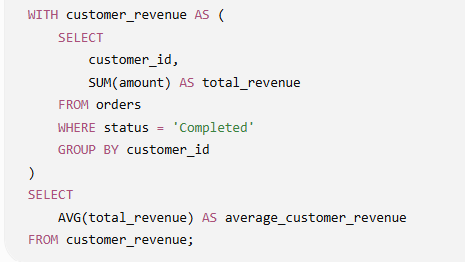 WITH customer_revenue AS (
    SELECT
        customer_id,
        SUM(amount) AS total_revenue
    FROM orders
    WHERE status = 'Completed'
    GROUP BY customer_id
)
SELECT
    AVG(total_revenue) AS average_customer_revenue
FROM customer_revenue;